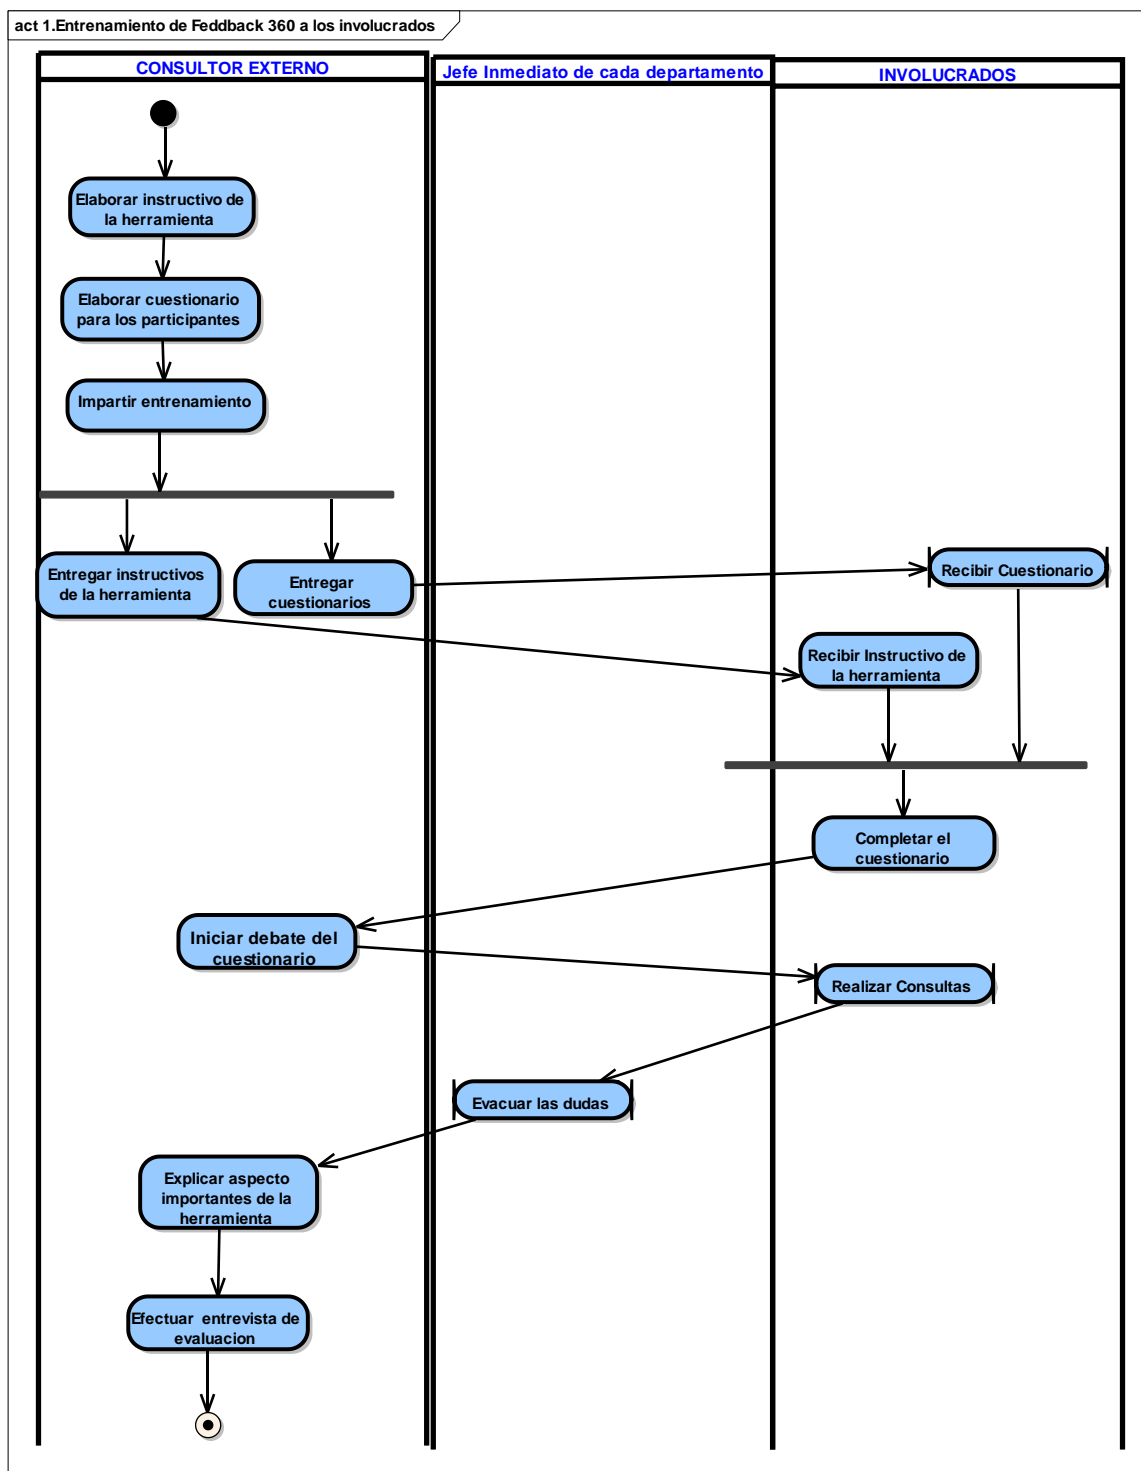 act 1.Entrenamiento de Feddback 360 a los involucrados
CONSULTOR EXTERNO
Jefe Inmediato de cada departamento
INVOLUCRADOS
Elaborar instructivo de
la herramienta
Elaborar cuestionario
para los participantes
Impartir entrenamiento
Entregar instructivos
de la herramienta
Entregar
cuestionarios
Recibir Cuestionario
Recibir Instructivo de
la herramienta
Completar el
cuestionario
Iniciar debate del
cuestionario
Realizar Consultas
Evacuar las dudas
Explicar aspecto
importantes de la
herramienta
Efectuar entrevista de
evaluacion